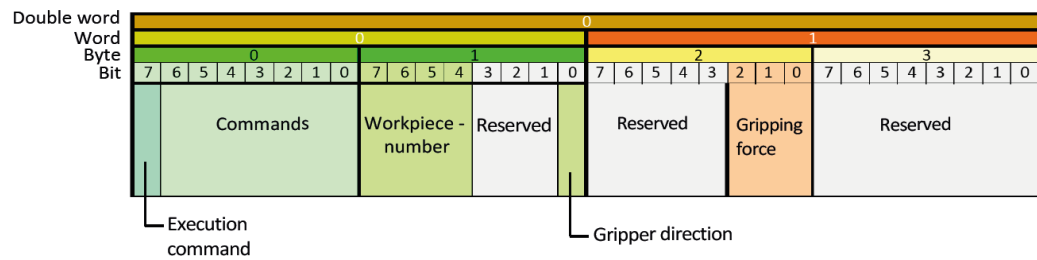 Double word 0
Word 0 1
Byte 0 1 2 3
Bit 7 6 5 4 3 2 1 0 7 6 5 4 3 2 1 0 7 6 5 4 3 2 1 0 7 6 5 4 3 2 1 0
Commands Workpiece - Reserved Reserved Gripping Reserved
number force
Execution Gripper direction
command